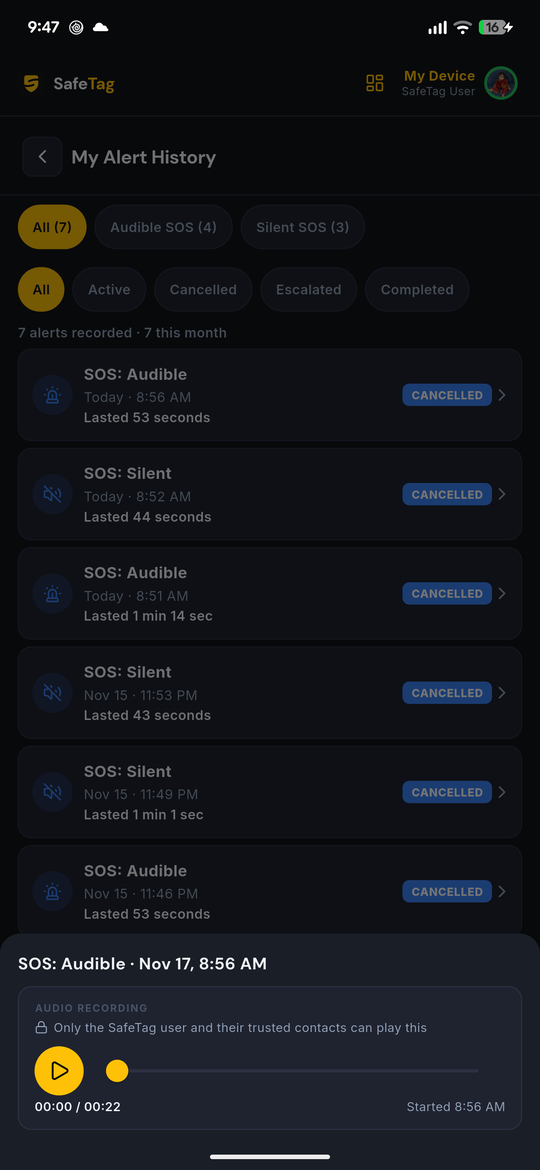 9:47
16
SafeTag
My Device
SafeTag User
My Alert History
All (7)
Audible SOS (4)
Silent SOS (3)
All
Active
Cancelled
Escalated
Completed
7 alerts recorded · 7 this month
SOS: Audible
Today · 8:56 AM
Lasted 53 seconds
CANCELLED
SOS: Silent
Today · 8:52 AM
Lasted 44 seconds
CANCELLED
SOS: Audible
Today · 8:51 AM
Lasted 1 min 14 sec
CANCELLED
SOS: Silent
Nov 15 · 11:53 PM
Lasted 43 seconds
CANCELLED
SOS: Silent
Nov 15 · 11:49 PM
Lasted 1 min 1 sec
CANCELLED
SOS: Audible
Nov 15 · 11:46 PM
Lasted 53 seconds
CANCELLED
SOS: Audible · Nov 17, 8:56 AM
AUDIO RECORDING
Only the SafeTag user and their trusted contacts can play this
00:00 / 00:22
Started 8:56 AM